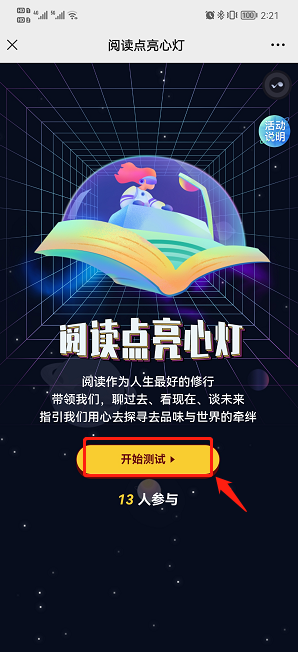 2:21
阅读点亮心灯
活动
说明
阅读点亮心灯
阅读作为人生最好的修行
带领我们，聊过去、看现在、谈未来
指引我们用心去探寻去品味与世界的牵绊
开始测试
13 人参与